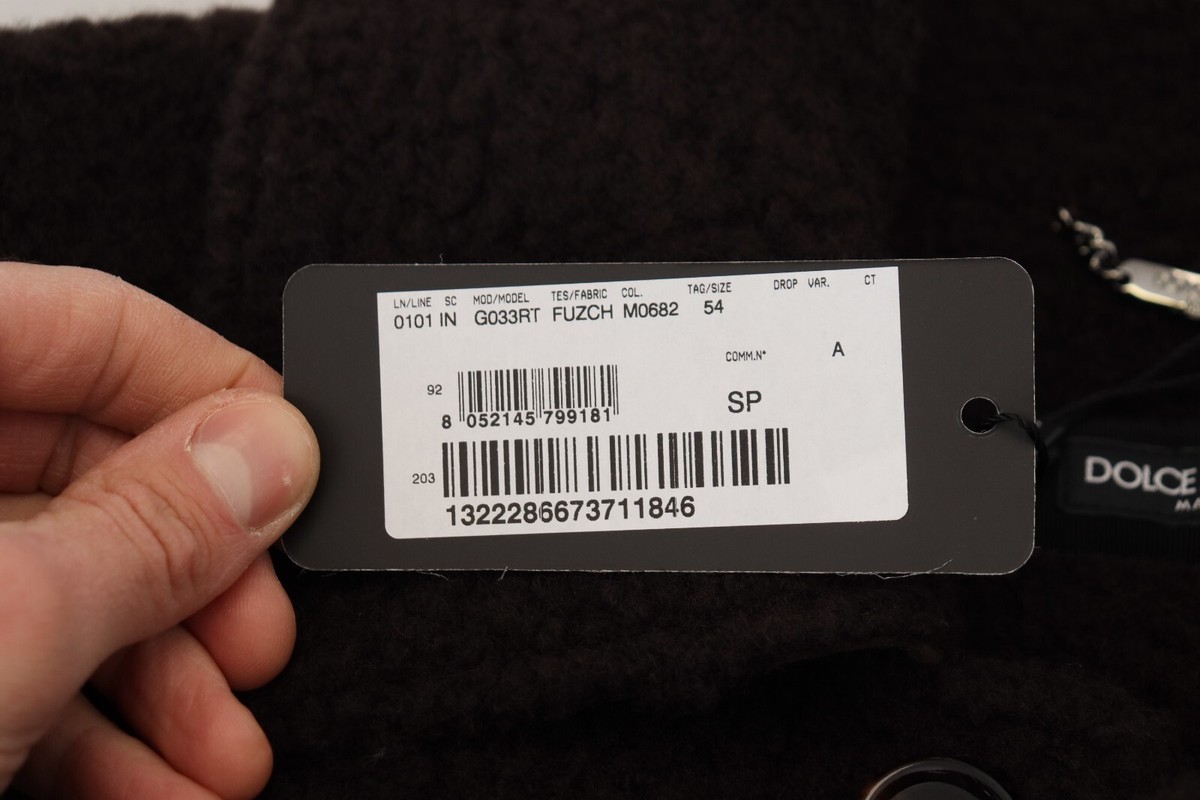 LN/LINE SC MOD/MODEL TES/FABRIC COL. TAG/SIZE DROP VAR. CT
0101 IN G033RT FUZCH M0682 54
COMM.N° A
92
8 052145 799181
SP
203
1322286673711846
DOLCE